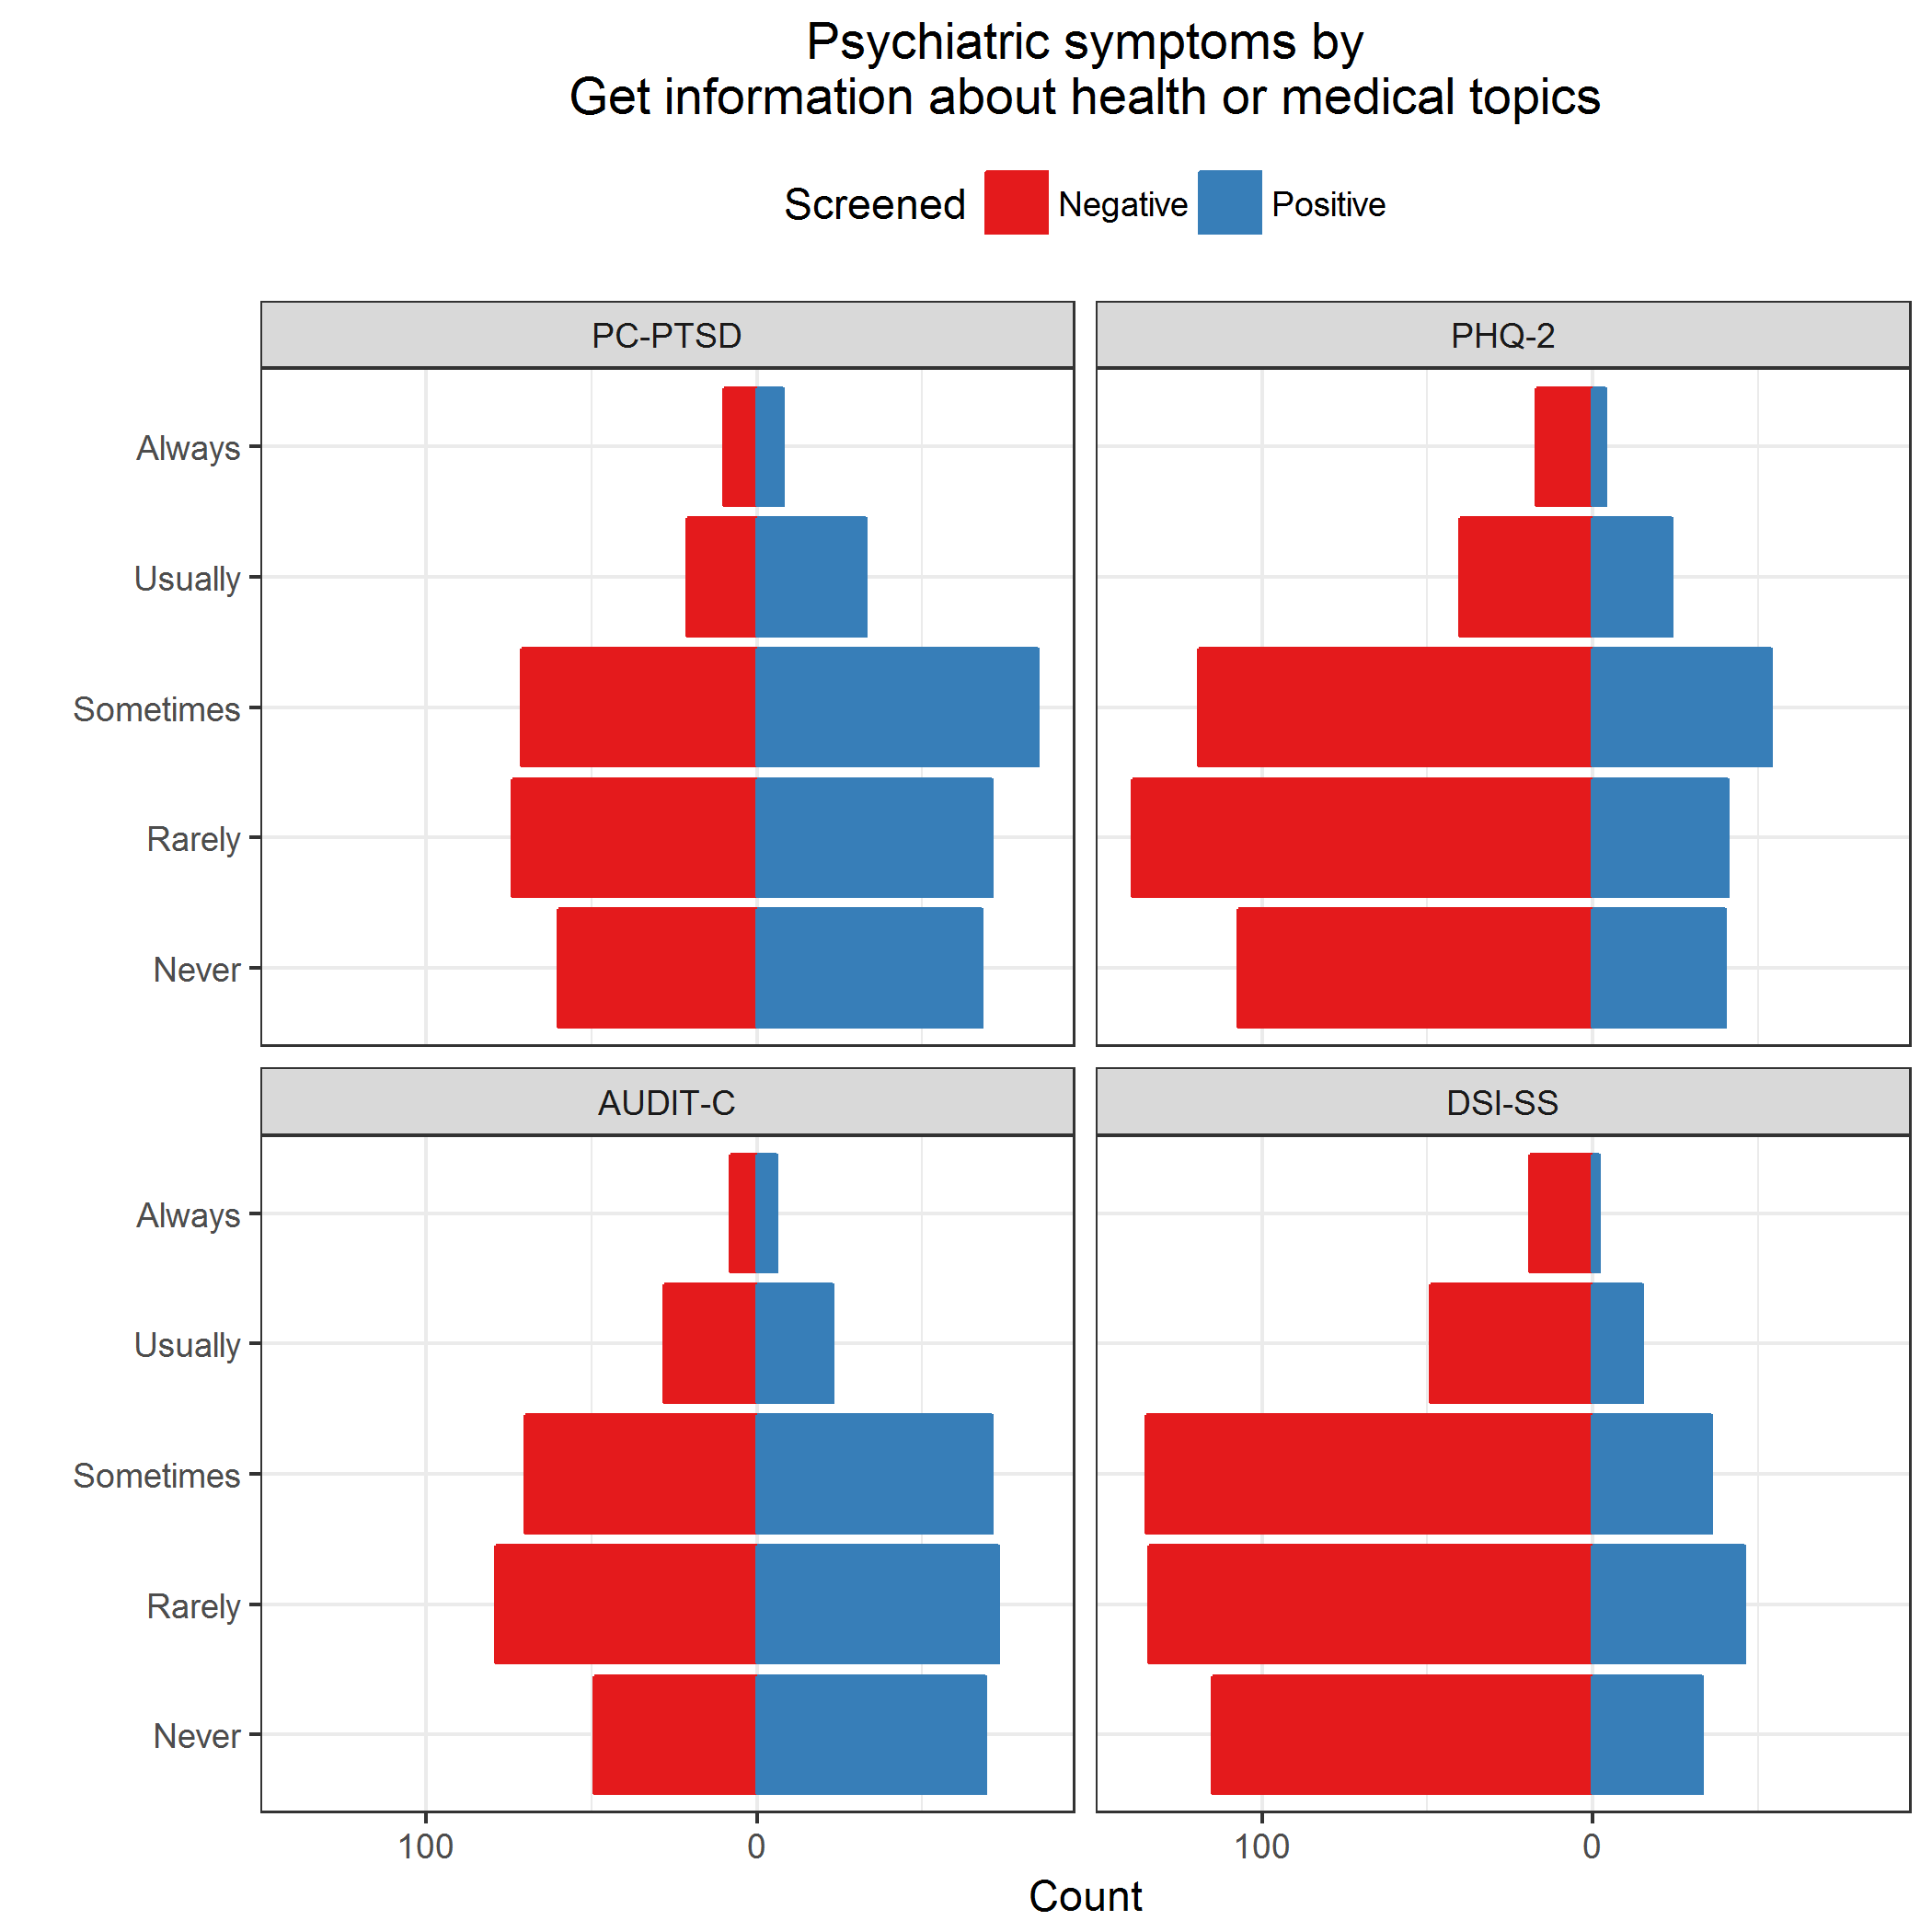 Psychiatric symptoms by
Get information about health or medical topics
Screened Negative Positive
PC-PTSD PHQ-2
Always
Usually
Sometimes
Rarely
Never
AUDIT-C DSI-SS
Always
Usually
Sometimes
Rarely
Never
100 0 100 0
Count